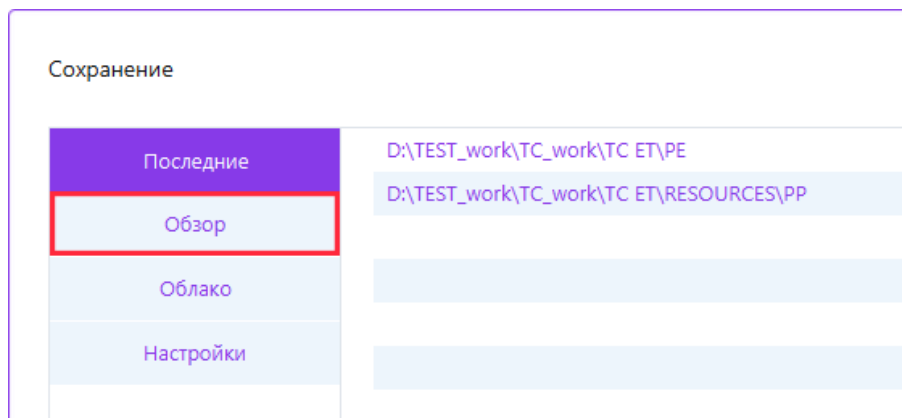 Сохранение
Последние
D:\TEST_work\TC_work\TC ET\PE
D:\TEST_work\TC_work\TC ET\RESOURCES\PP
Обзор
Облако
Настройки